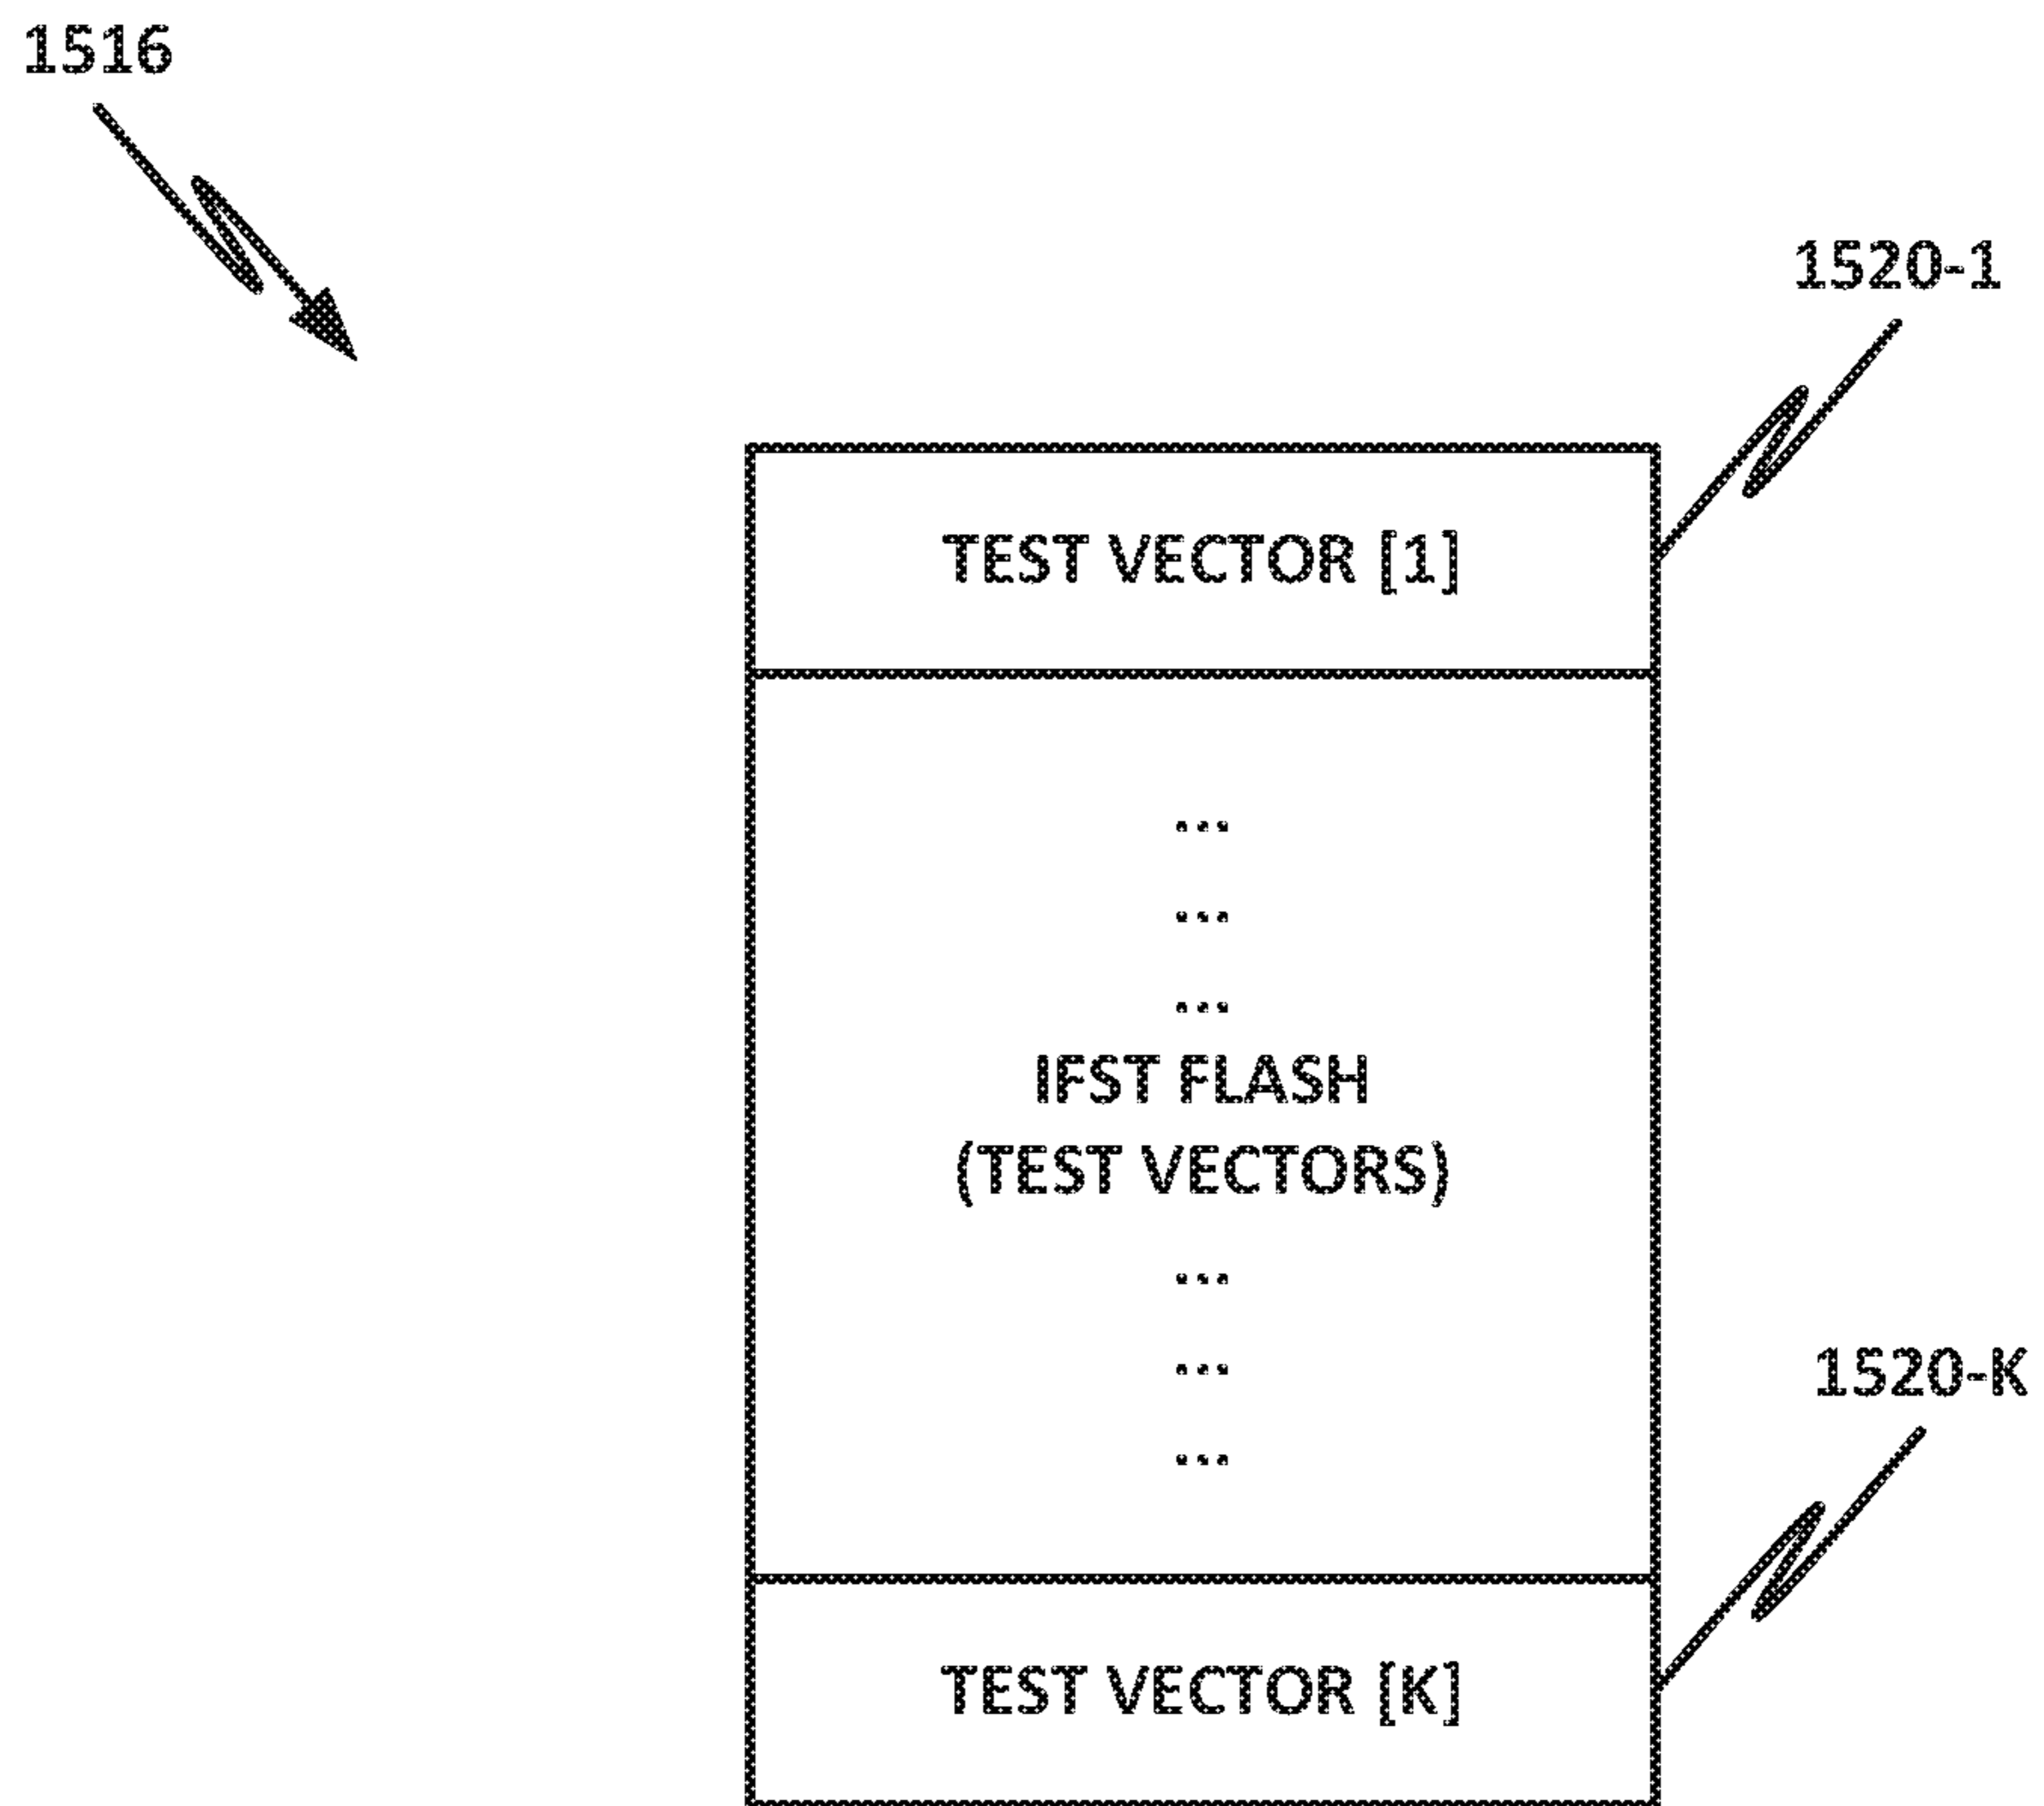 1516
1520-1
TEST VECTOR [1]
...
...
...
IFST FLASH
(TEST VECTORS)
...
...
...
1520-K
TEST VECTOR [K]